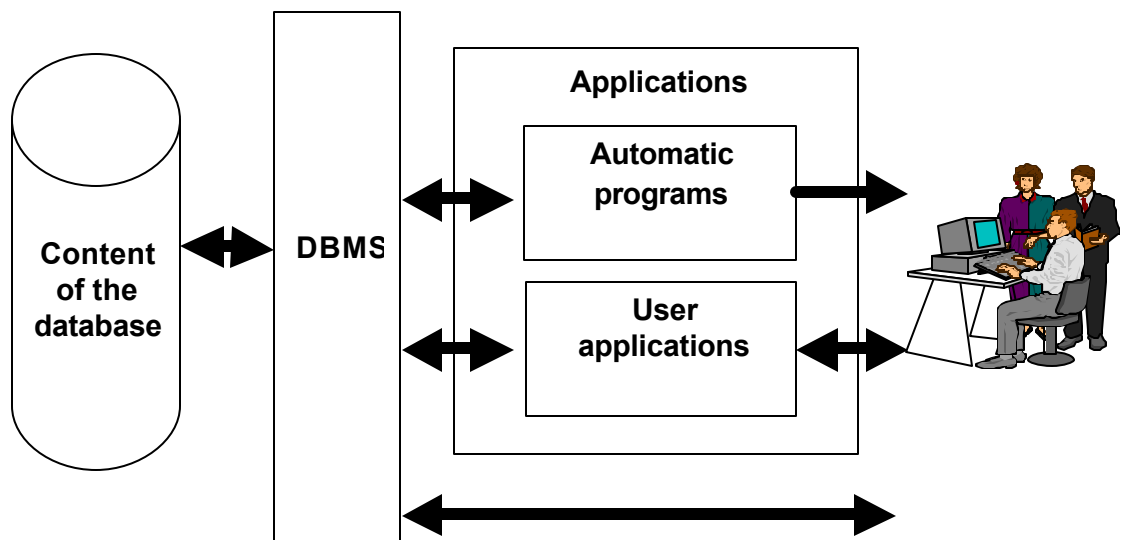 Content
of the
database
DBMS
Applications
Automatic
programs
User
applications